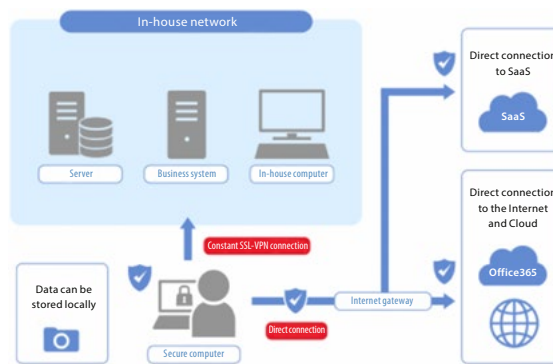 In-house network
Server
Business system
In-house computer
Direct connection
to SaaS
SaaS
Direct connection
to the Internet
and Cloud
Office365
Constant SSL-VPN connection
Data can be
stored locally
Internet gateway
Direct connection
Secure computer